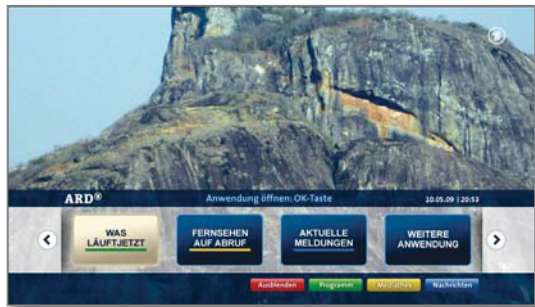 ARD
Anwendung öffnen: OK-Taste
10.05.09 | 20:53
WAS
LÄUFTJETZT
FERNSEHEN
AUF ABRUF
AKTUELLE
MELDUNGEN
WEITERE
ANWENDUNG
Ausblenden
Programm
Mediathek
Nachrichten